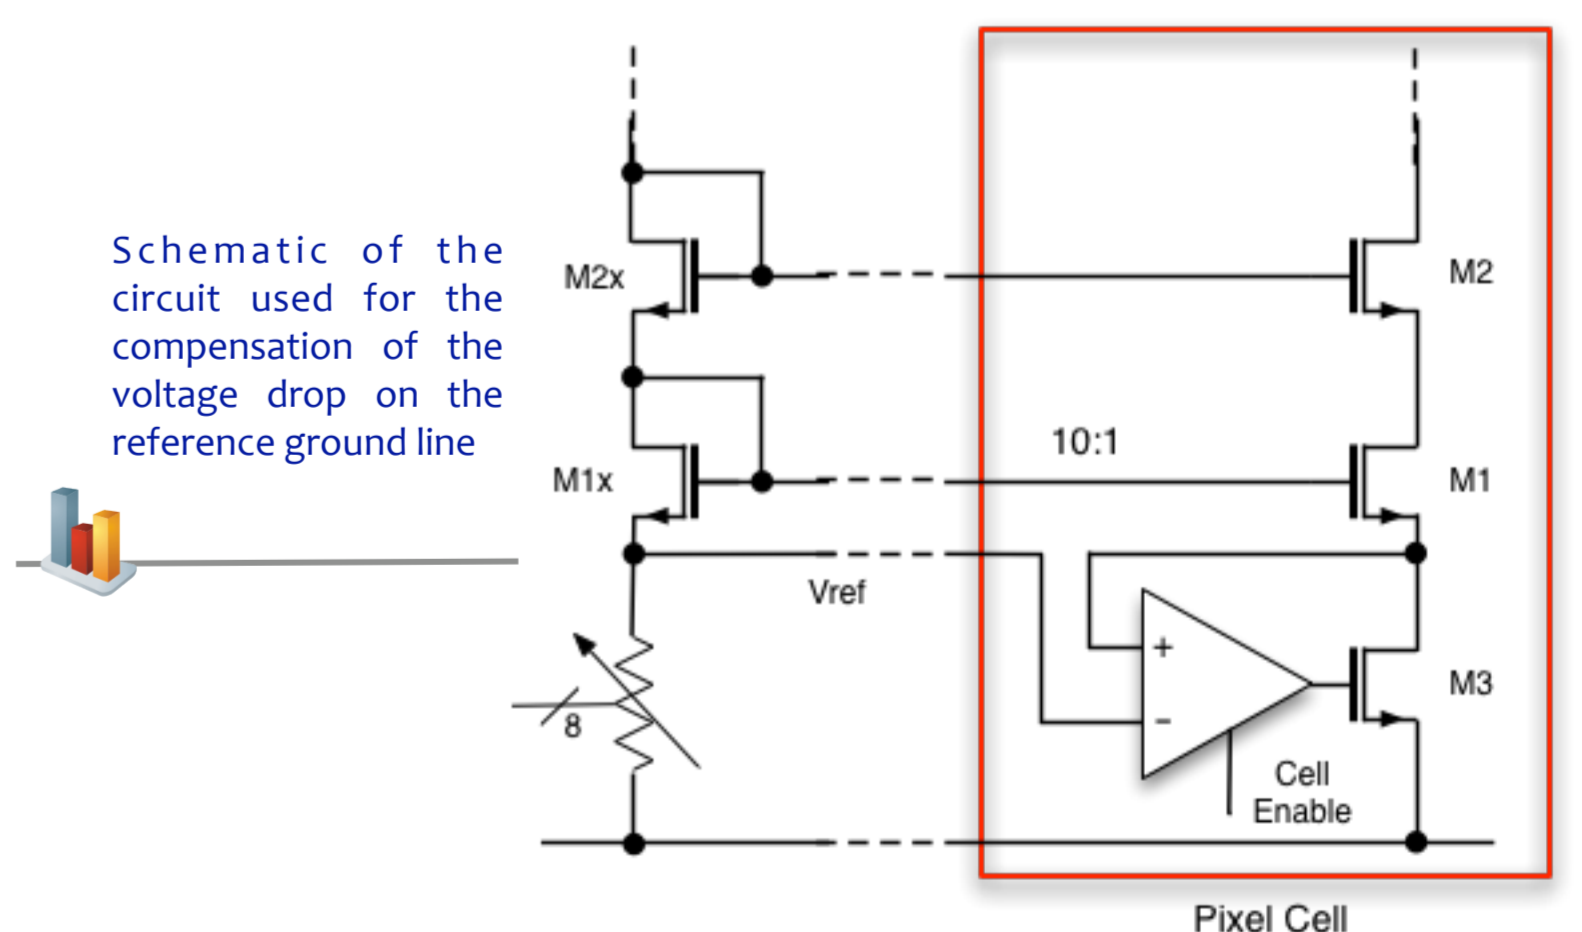 Schematic of the
circuit used for the
compensation of the
voltage drop on the
reference ground line
M2x
M2
10:1
M1x
M1
Vref
+
M3
-
8
Cell
Enable
Pixel Cell